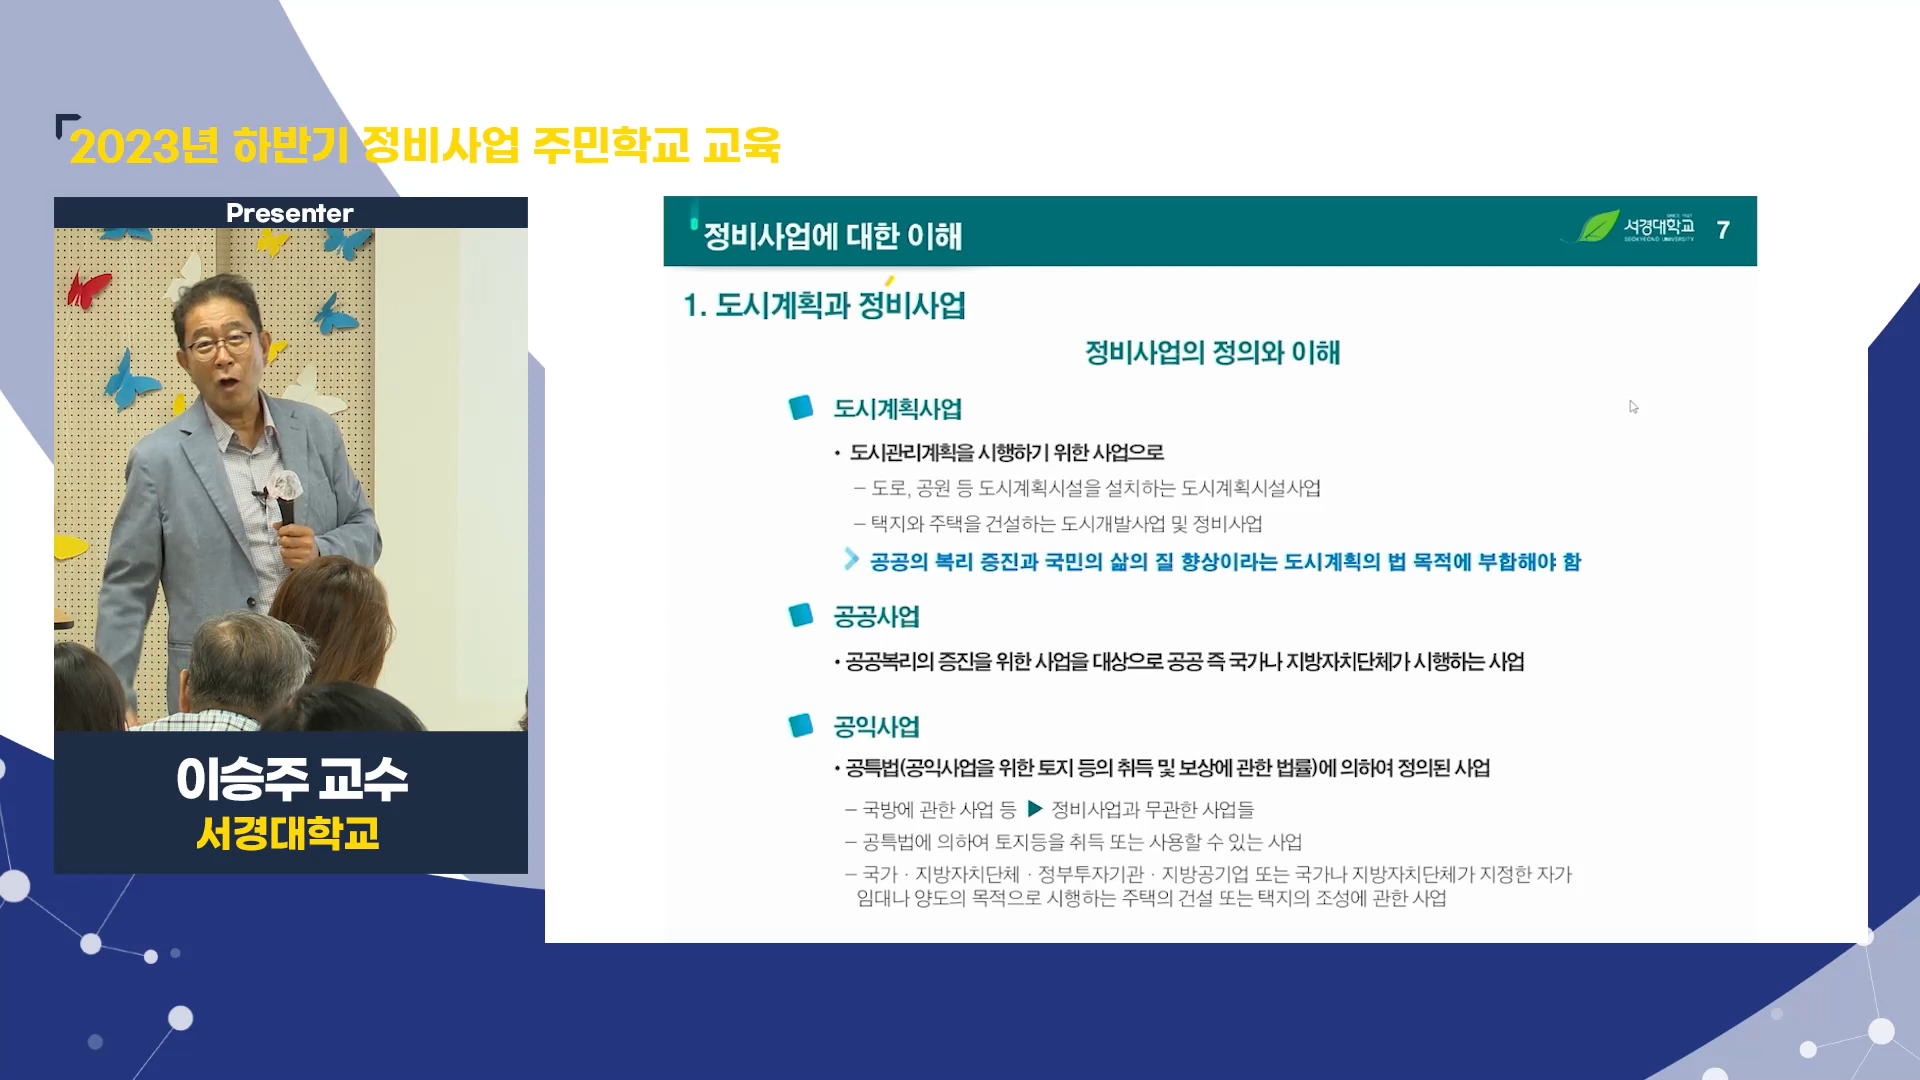 2023년 하반기 정비사업 주민학교 교육
Presenter
이승주 교수
서경대학교
정비사업에 대한 이해
SINCE 1947
서경대학교
SEOKYEONG UNIVERSITY
7
1. 도시계획과 정비사업
정비사업의 정의와 이해
도시계획사업
• 도시관리계획을 시행하기 위한 사업으로
– 도로, 공원 등 도시계획시설을 설치하는 도시계획시설사업
– 택지와 주택을 건설하는 도시개발사업 및 정비사업
공공의 복리 증진과 국민의 삶의 질 향상이라는 도시계획의 법 목적에 부합해야 함
공공사업
• 공공복리의 증진을 위한 사업을 대상으로 공공 즉 국가나 지방자치단체가 시행하는 사업
공익사업
• 공특법(공익사업을 위한 토지 등의 취득 및 보상에 관한 법률)에 의하여 정의된 사업
– 국방에 관한 사업 등 ▶ 정비사업과 무관한 사업들
– 공특법에 의하여 토지등을 취득 또는 사용할 수 있는 사업
– 국가 · 지방자치단체 · 정부투자기관 · 지방공기업 또는 국가나 지방자치단체가 지정한 자가
임대나 양도의 목적으로 시행하는 주택의 건설 또는 택지의 조성에 관한 사업